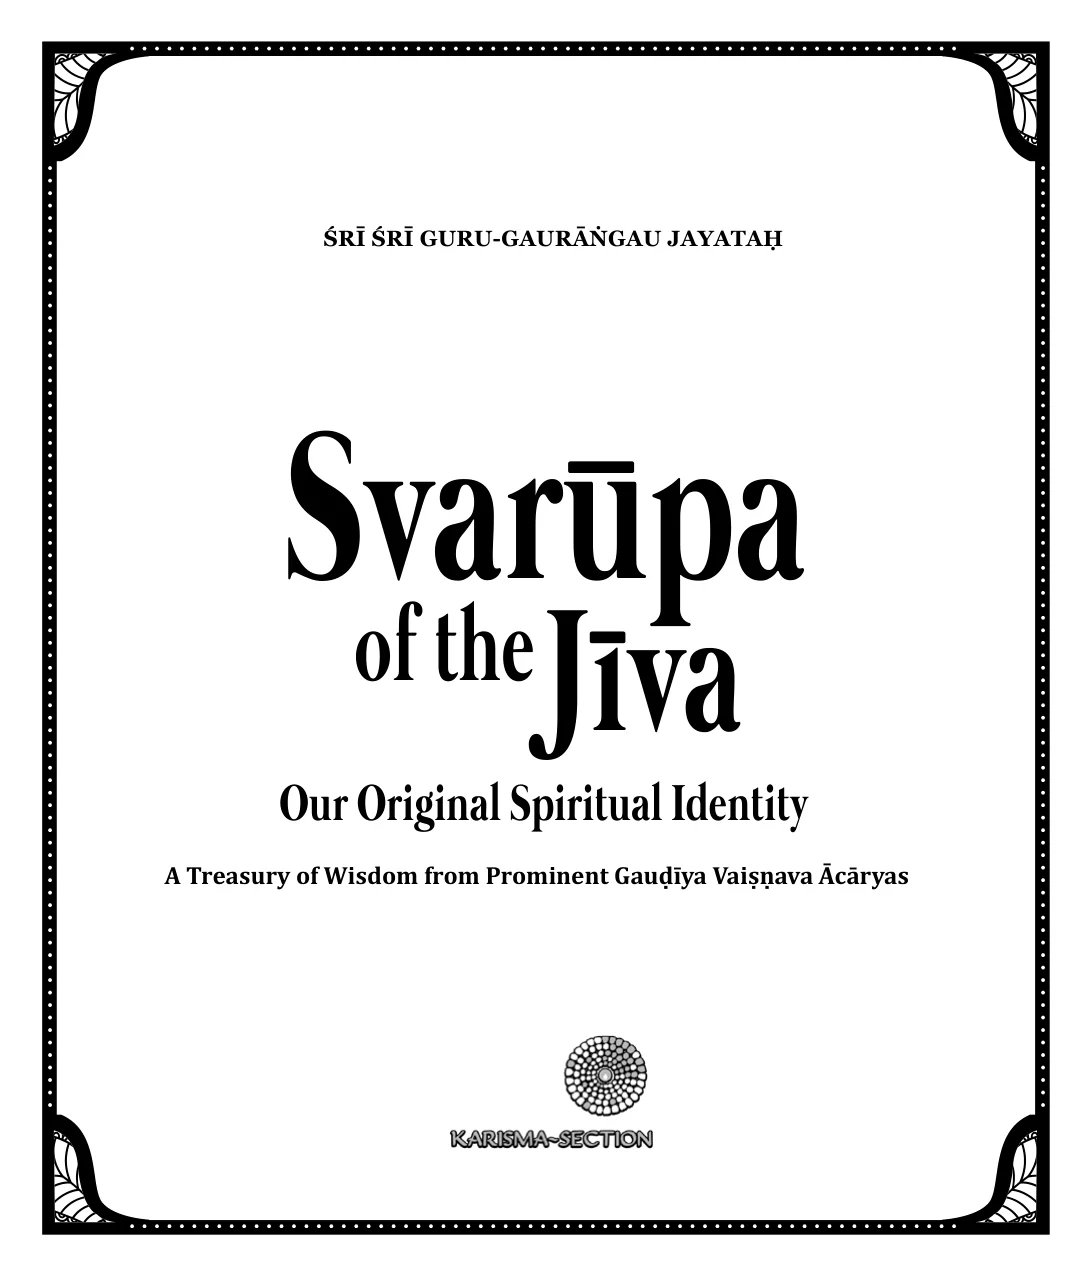 ŚRĪ ŚRĪ GURU-GAURĀṄGAU JAYATAḤ
Svarūpa
of the Jīva
Our Original Spiritual Identity
A Treasury of Wisdom from Prominent Gauḍīya Vaiṣṇava Ācāryas
KARISMA~SECTION